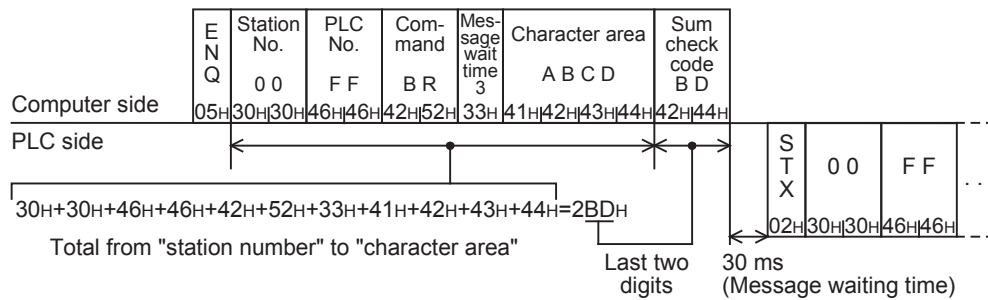 E N Q
Station No.
PLC No.
Com-
mand
Mes-
sage
wait
time
3
Character area
Sum
check
code
0 0
F F
B R
A B C D
B D
Computer side
05H 30H 30H 46H 46H 42H 52H 33H 41H 42H 43H 44H 42H 44H
PLC side
S T X
0 0
F F
. .
02H 30H 30H 46H 46H
30H+30H+46H+46H+42H+52H+33H+41H+42H+43H+44H=2BDH
Total from "station number" to "character area"
Last two
digits
30 ms
(Message waiting time)